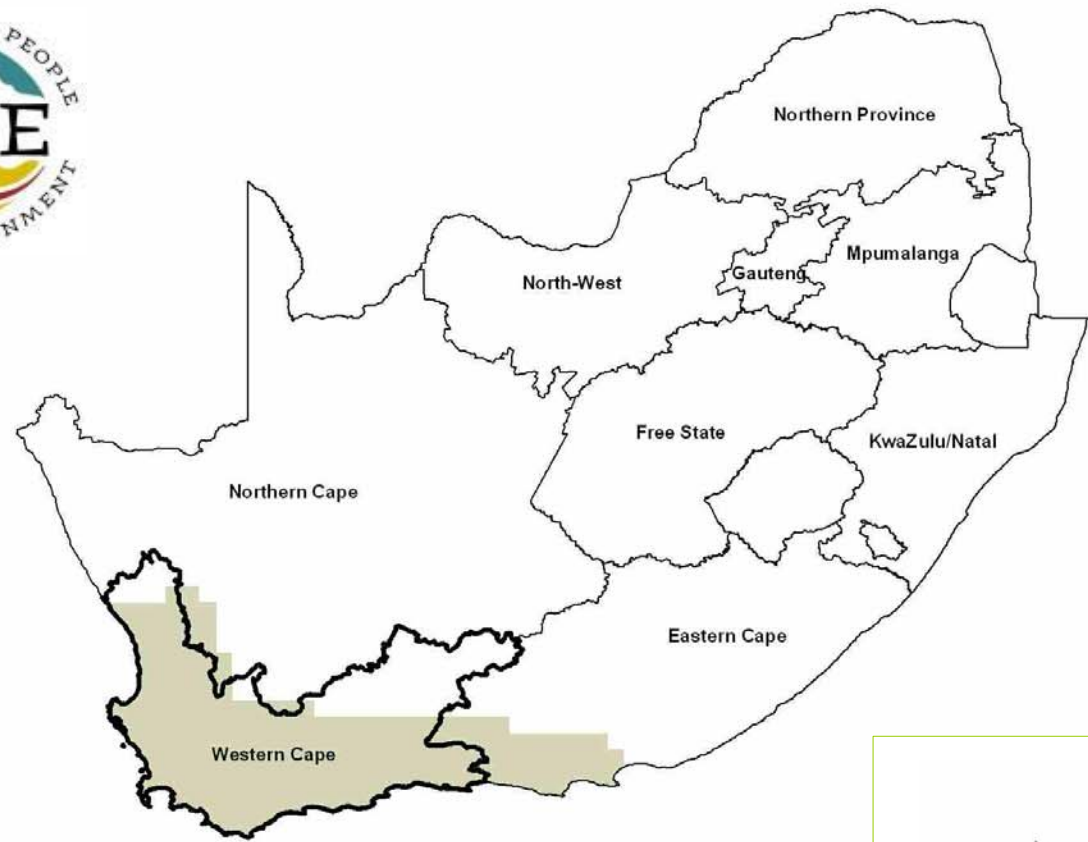 PEOPLE
E
NMENT
Northern Province
Mpumalanga
Gauteng
North-West
Free State
KwaZulu/Natal
Northern Cape
Eastern Cape
Western Cape